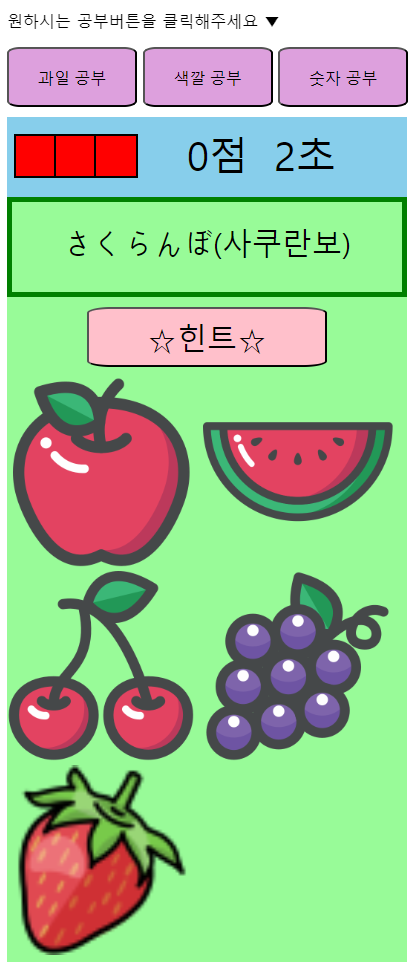 원하시는 공부버튼을 클릭해주세요 ▼
과일 공부 색깔 공부 숫자 공부
0점 2초
さくらんぼ(사쿠란보)
☆힌트☆